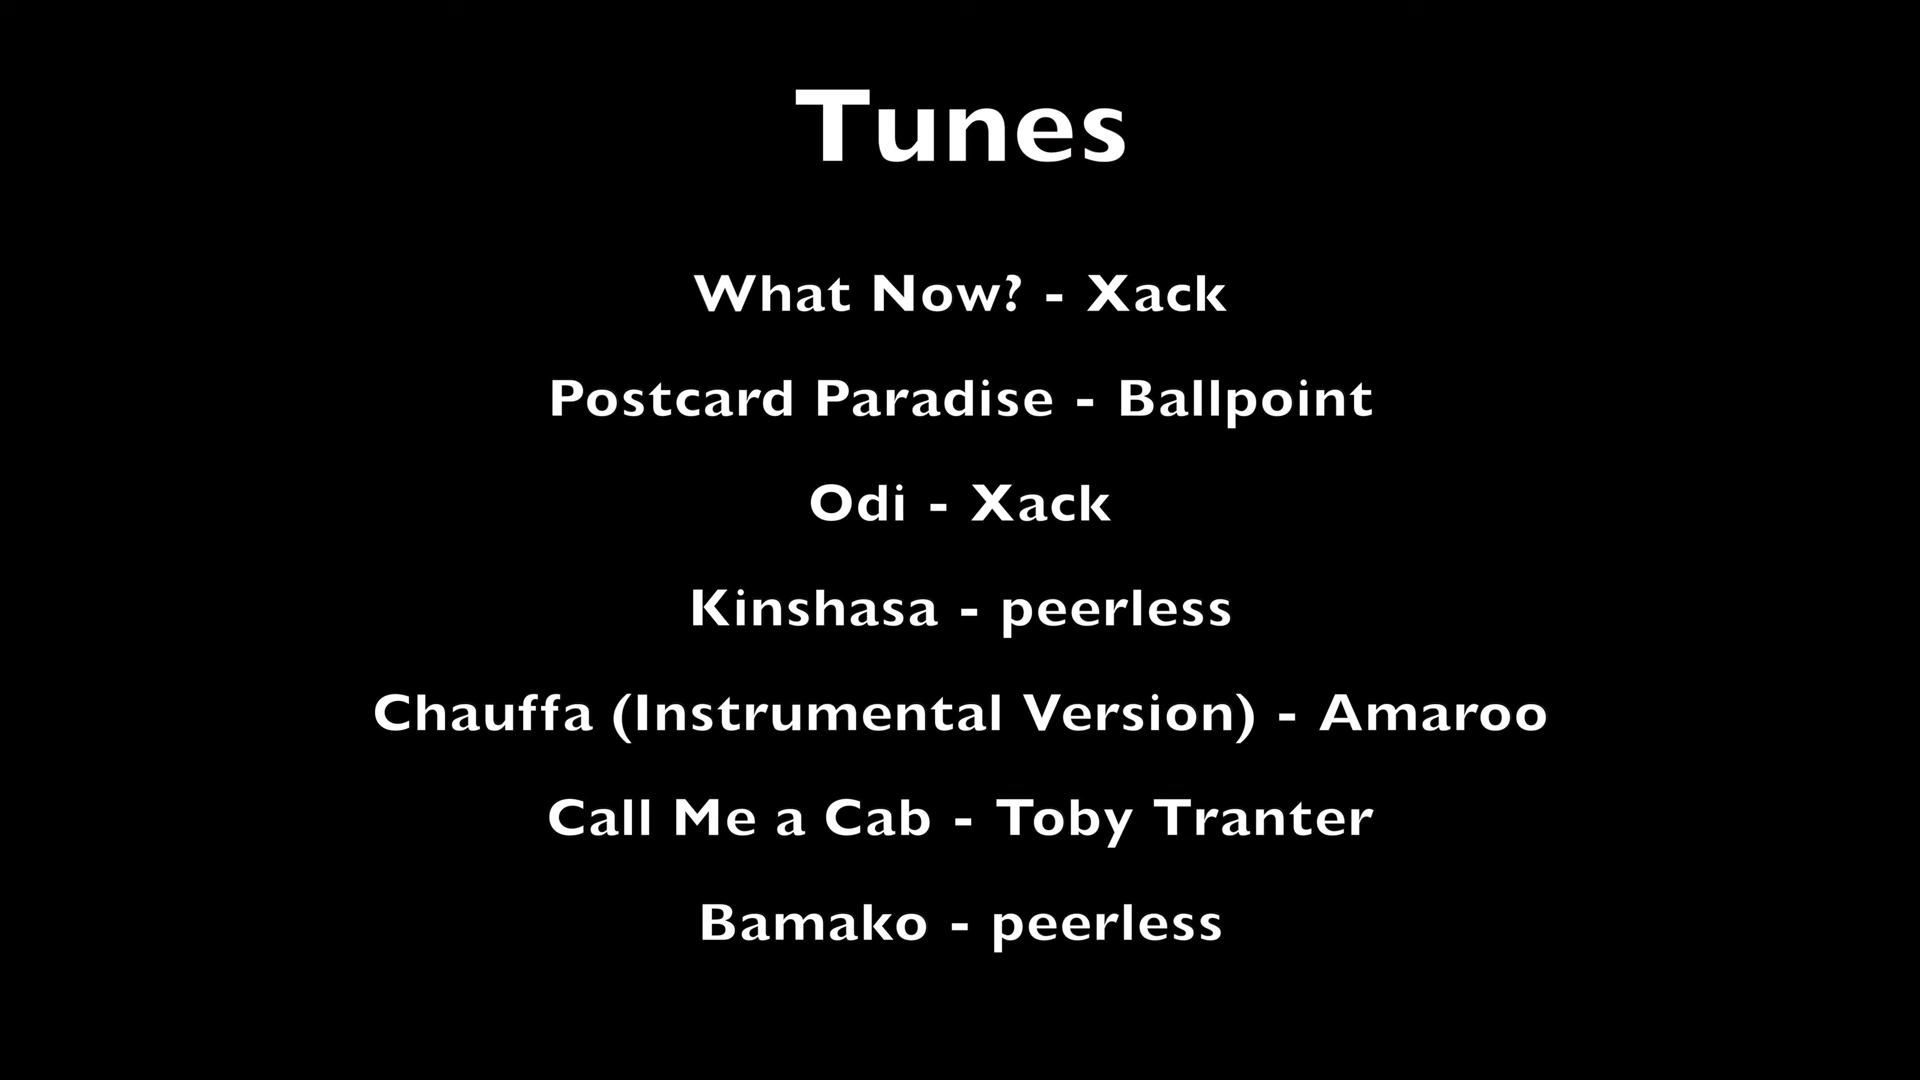 Tunes
What Now? - Xack
Postcard Paradise - Ballpoint
Odi - Xack
Kinshasa - peerless
Chauffa (Instrumental Version) - Amaroo
Call Me a Cab - Toby Tranter
Bamako - peerless